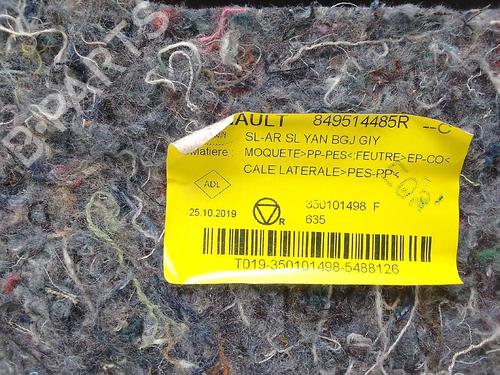 B-PARTS
AULT 849514485R --C
SL-AR SL YAN BGJ GIY
Matiere : MOQUETE>PP-PES<;FEUTRE>EP-CO<
CALE LATERALE>PES-PP<
ADL
25.10.2019
R
350101498 F
635
T019-350101498-5488126